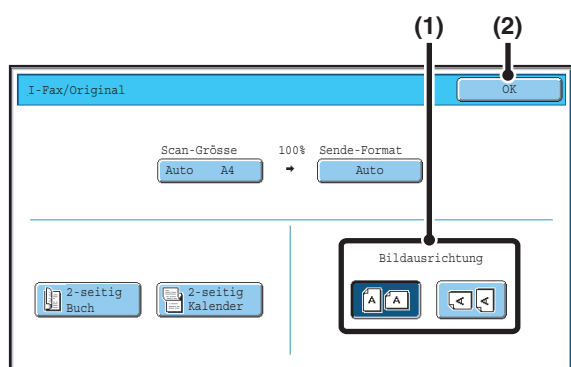 (1) (2)
I-Fax/Original OK
Scan-Grösse 100% Sende-Format
Auto A4 → Auto
Bildausrichtung
2-seitig
Buch
2-seitig
Kalender
A A A A